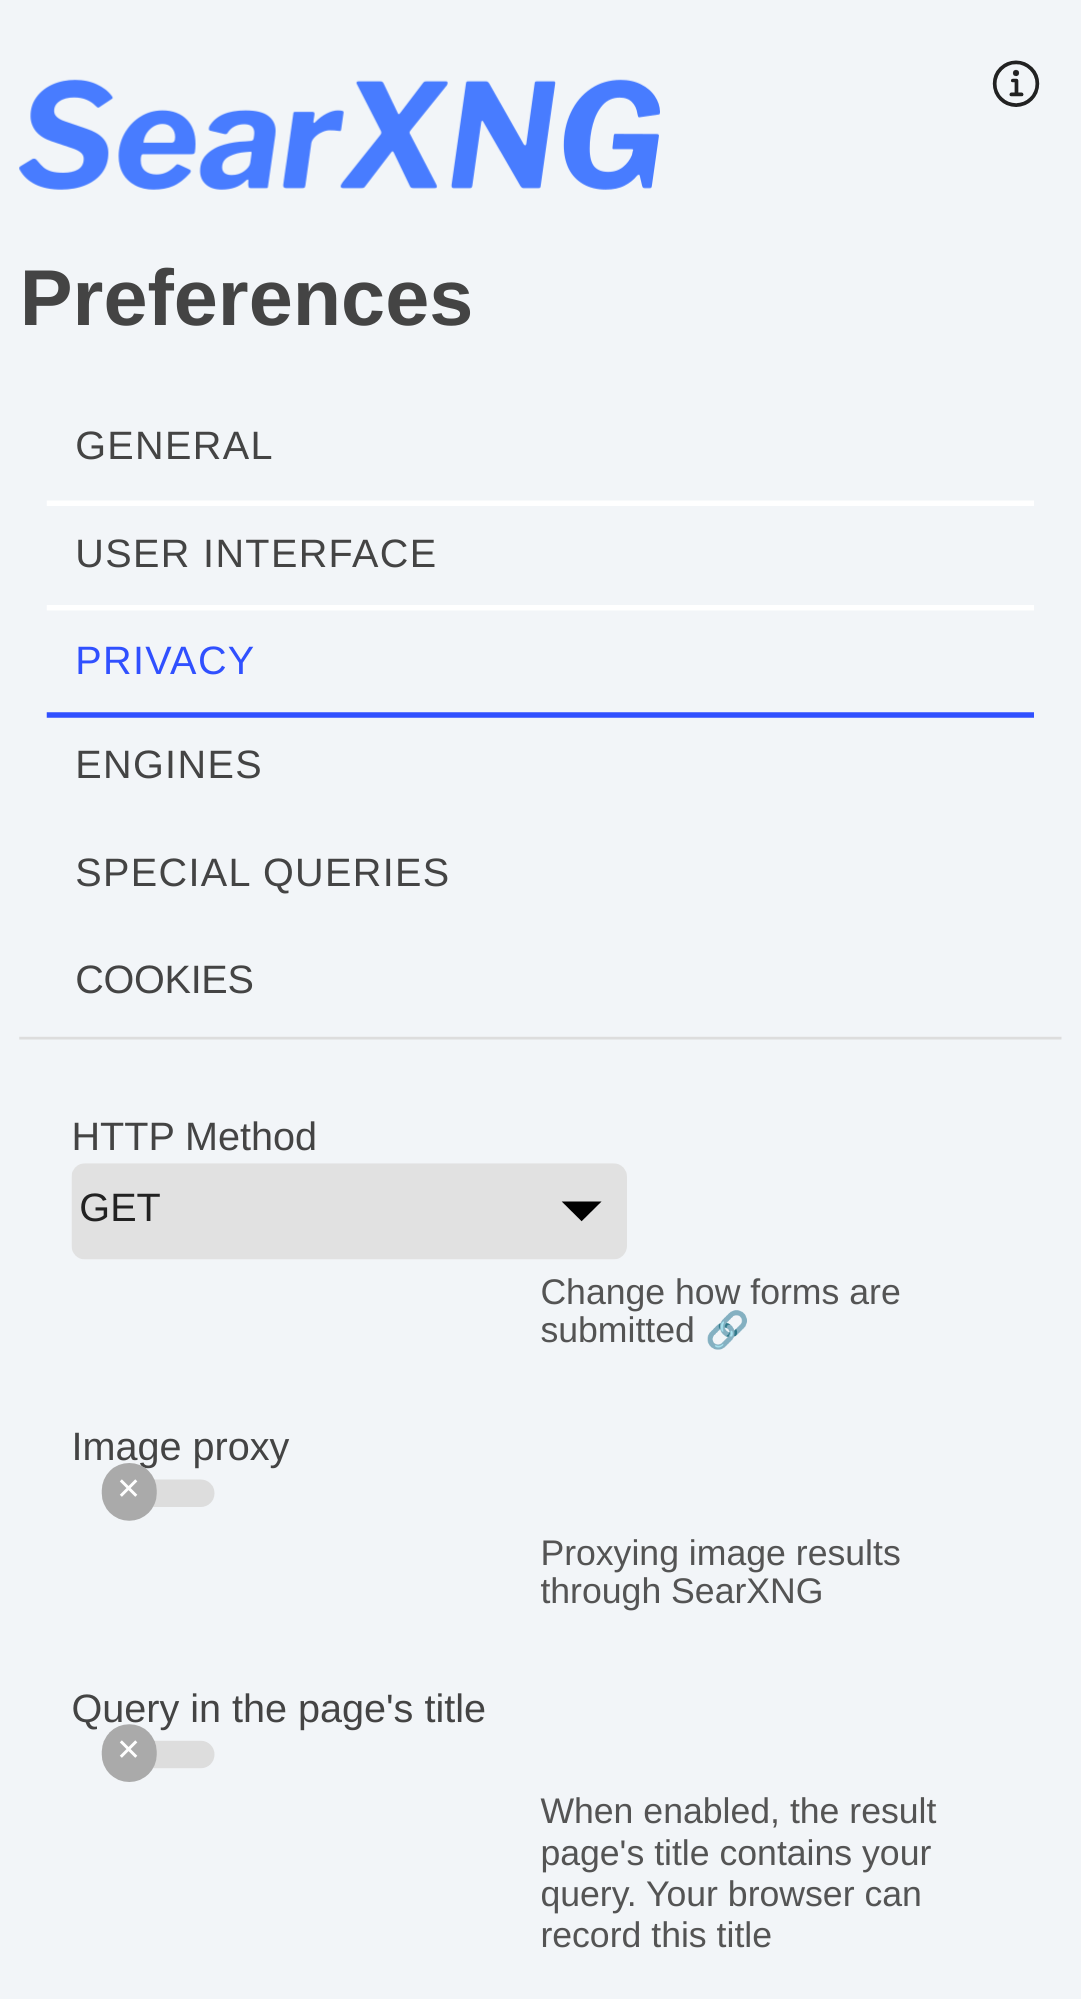 SearXNG
Preferences
GENERAL
USER INTERFACE
PRIVACY
ENGINES
SPECIAL QUERIES
COOKIES
HTTP Method
GET
Change how forms are
submitted 🔗
Image proxy
Proxying image results
through SearXNG
Query in the page's title
When enabled, the result
page's title contains your
query. Your browser can
record this title